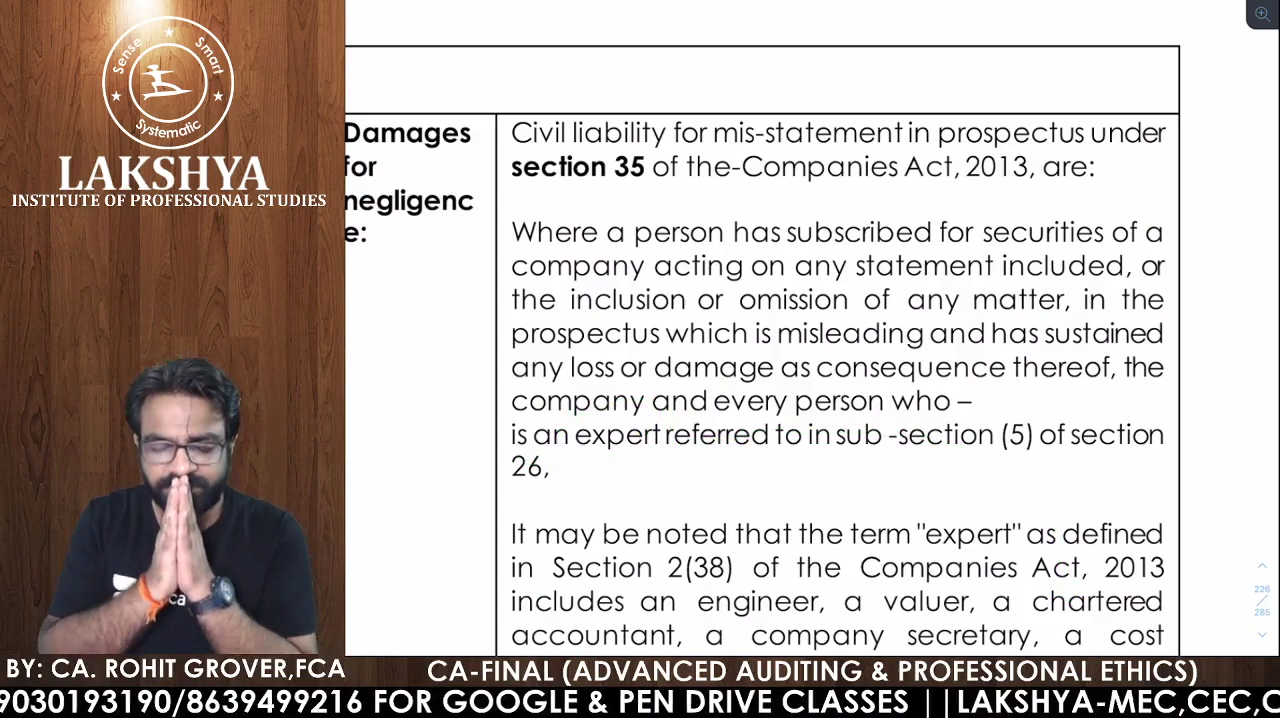 Sense
Smart
Systematic
LAKSHYA
INSTITUTE OF PROFESSIONAL STUDIES
Damages
for
negligenc
e:
Civil liability for mis-statement in prospectus under
section 35 of the-Companies Act, 2013, are:
Where a person has subscribed for securities of a
company acting on any statement included, or
the inclusion or omission of any matter, in the
prospectus which is misleading and has sustained
any loss or damage as consequence thereof, the
company and every person who –
is an expert referred to in sub -section (5) of section
26,
It may be noted that the term "expert" as defined
in Section 2(38) of the Companies Act, 2013
includes an engineer, a valuer, a chartered
accountant, a company secretary, a cost
226
/
285
BY: CA. ROHIT GROVER,FCA
CA-FINAL (ADVANCED AUDITING & PROFESSIONAL ETHICS)
9030193190/8639499216 FOR GOOGLE & PEN DRIVE CLASSES ||LAKSHYA-MEC,CEC,C